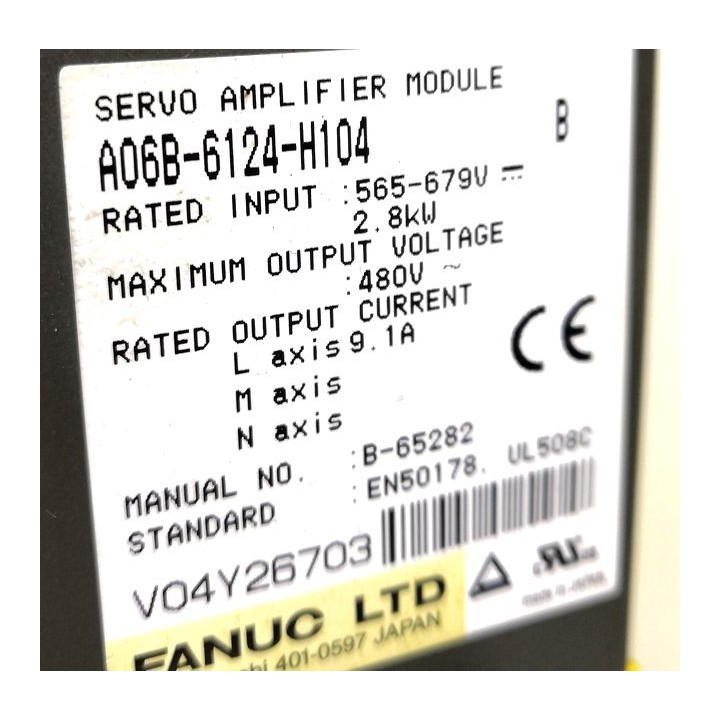 SERVO AMPLIFIER MODULE
A06B-6124-H104 B
RATED INPUT :565-679V ⎓
2.8kW
MAXIMUM OUTPUT VOLTAGE
:480V ~
RATED OUTPUT CURRENT
L axis 9.1A
M axis
N axis
MANUAL NO. :B-65282
STANDARD :EN50178. UL508C
V04Y26703
CE
FANUC LTD
401-0597 JAPAN